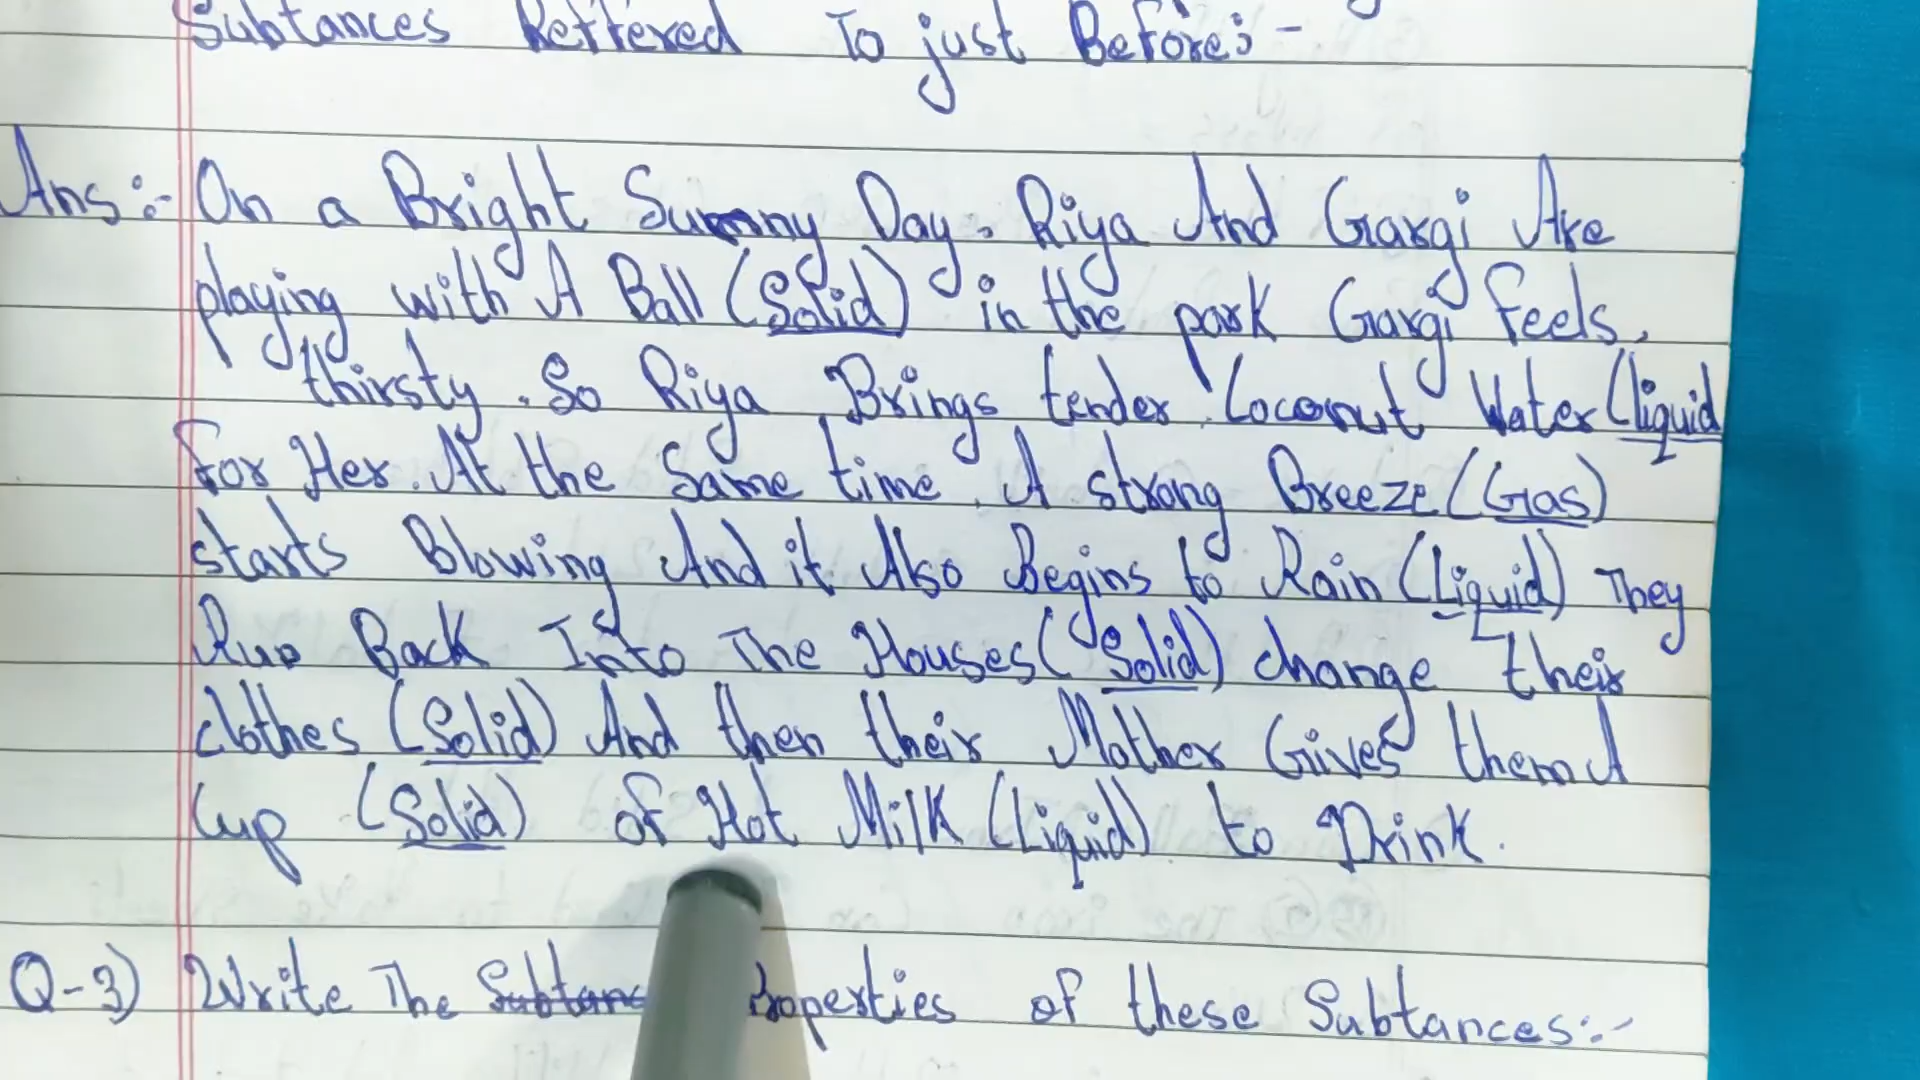 Subtances Reffered To just Before:-
Ans:- On a Bright Sunny Day. Riya And Gargi Are
playing with A Ball (Solid) in the park Gargi feels,
thirsty. So Riya Brings tender Coconut Water (liquid
For Her. At the Same time, A strong Breeze (Gas)
starts Blowing And it Also Begins to Rain (Liquid) They
Run Back Into The Houses (Solid) change their
clothes (Solid) And then their Mother Gives them A
Cup (Solid) of Hot Milk (Liquid) to Drink.
Q-3) Write The Subtanc Properties of these Subtances:-